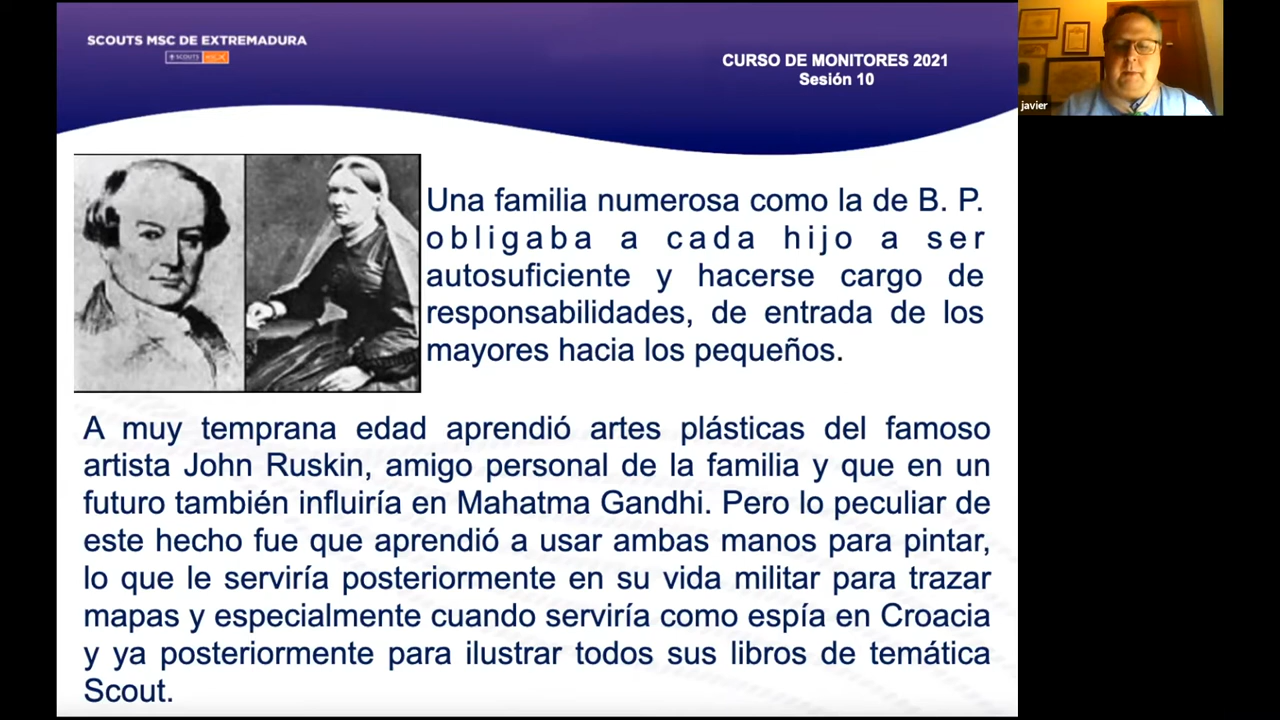 SCOUTS MSC DE EXTREMADURA
SCOUTS MSC
CURSO DE MONITORES 2021
Sesión 10
javier
Una familia numerosa como la de B. P.
obligaba a cada hijo a ser
autosuficiente y hacerse cargo de
responsabilidades, de entrada de los
mayores hacia los pequeños.
A muy temprana edad aprendió artes plásticas del famoso
artista John Ruskin, amigo personal de la familia y que en un
futuro también influiría en Mahatma Gandhi. Pero lo peculiar de
este hecho fue que aprendió a usar ambas manos para pintar,
lo que le serviría posteriormente en su vida militar para trazar
mapas y especialmente cuando serviría como espía en Croacia
y ya posteriormente para ilustrar todos sus libros de temática
Scout.